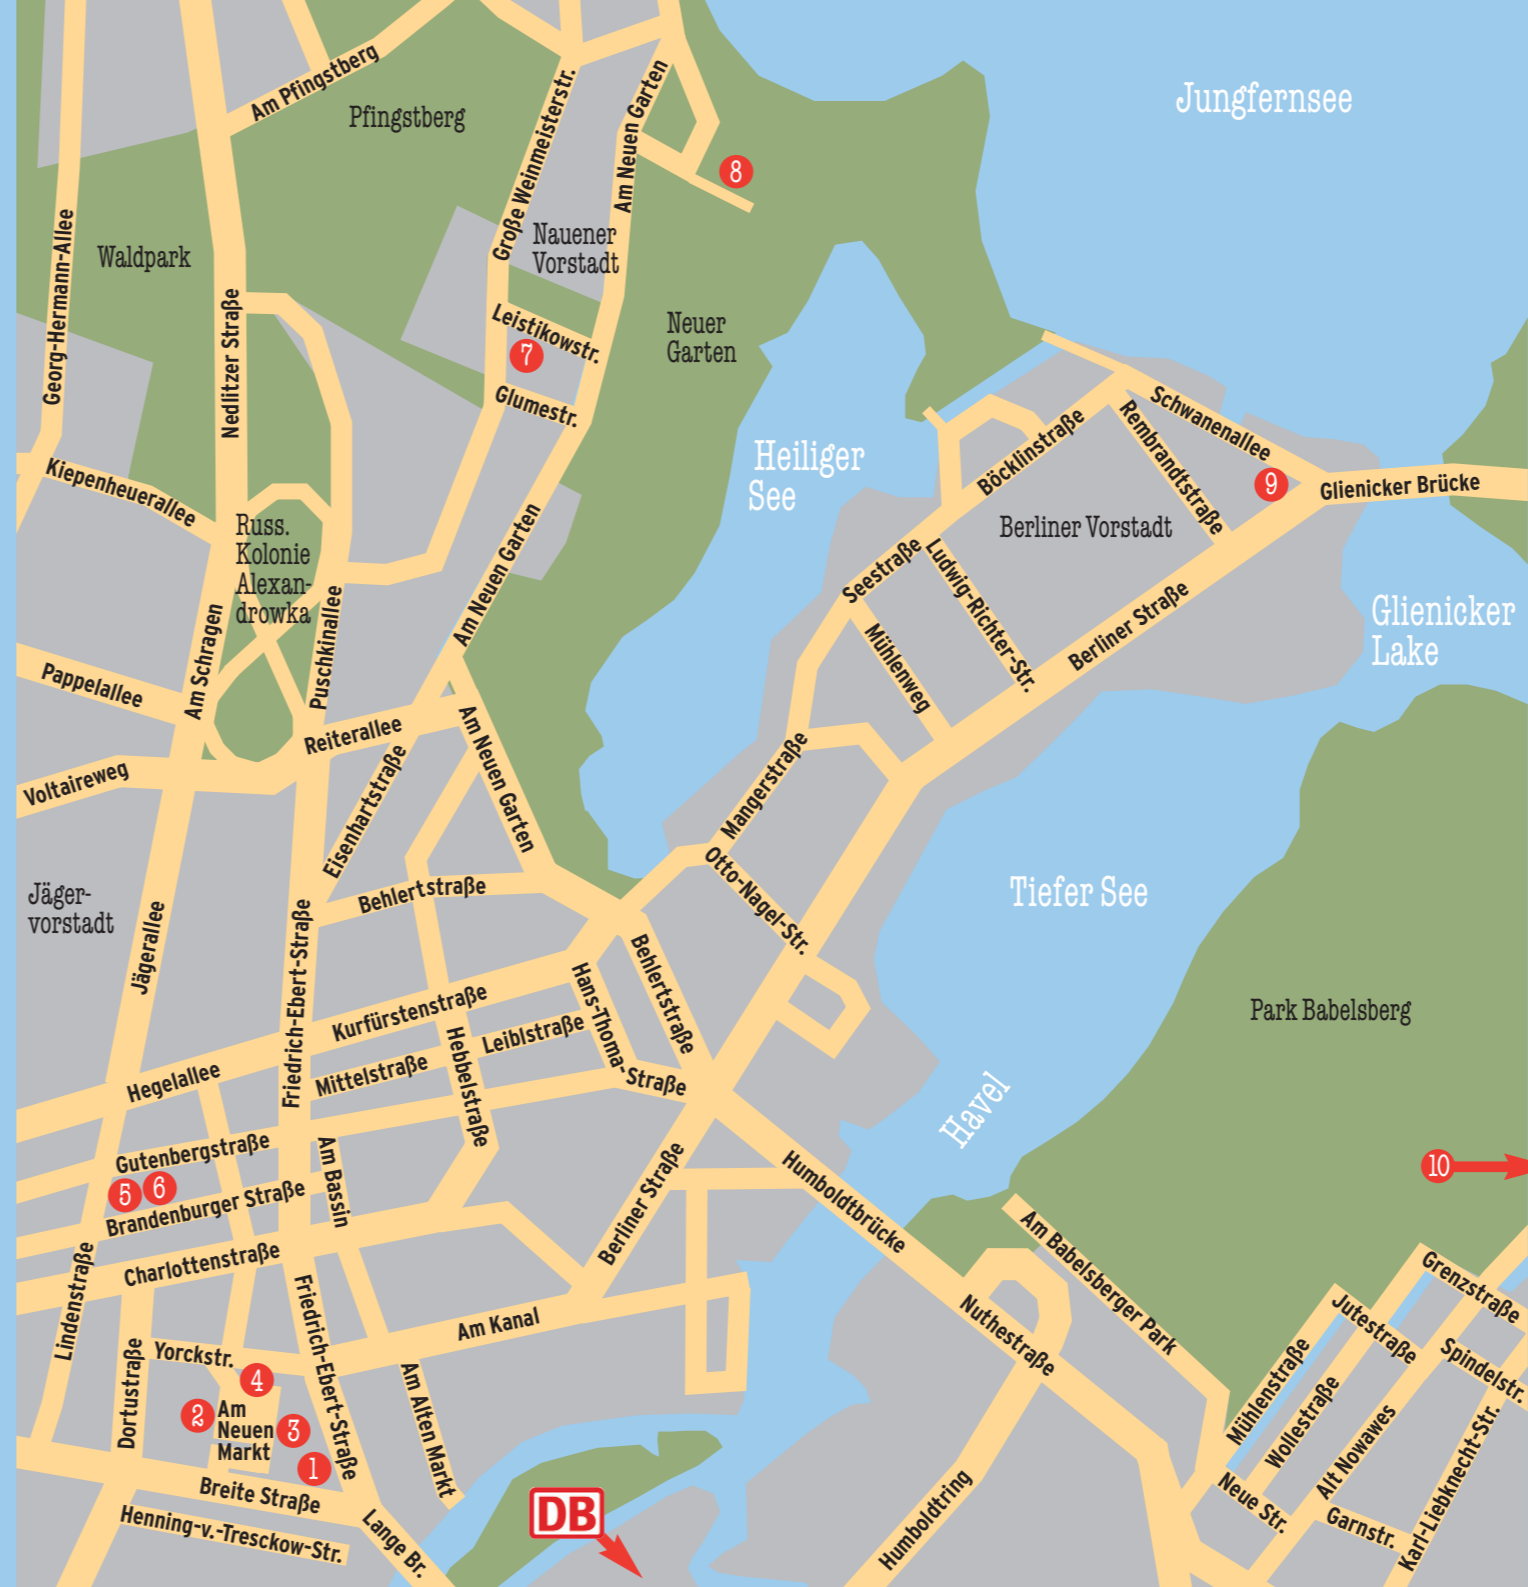 Am Pfingstberg
Pfingstberg
Große Weinmeisterstr.
Am Neuen Garten
Jungfernsee
8
Georg-Hermann-Allee
Waldpark
Nauener
Vorstadt
Nedlitzer Straße
Leistikowstr.
7
Neuer
Garten
Glumestr.
Heiliger
See
Schwanenallee
Rembrandtstraße
Böcklinstraße
9
Glienicker Brücke
Berliner Vorstadt
Kiepenheuerallee
Russ.
Kolonie
Alexan-
drowka
Am Neuen Garten
Seestraße
Ludwig-Richter-Str.
Berliner Straße
Glienicker
Lake
Mühlenweg
Am Schragen
Puschkinallee
Pappelallee
Reiterallee
Am Neuen Garten
Voltaireweg
Eisenhartstraße
Mangerstraße
Otto-Nagel-Str.
Tiefer See
Behlertstraße
Jäger-
vorstadt
Jägerallee
Friedrich-Ebert-Straße
Behlertstraße
Kurfürstenstraße
Hans-Thoma-Straße
Leiblstraße
Hebbelstraße
Mittelstraße
Hegelallee
Park Babelsberg
Havel
Gutenbergstraße
Am Bassin
5
6
Brandenburger Straße
Berliner Straße
Humboldtbrücke
10
Charlottenstraße
Lindenstraße
Friedrich-Ebert-Straße
Am Kanal
Am Babelsberger Park
Nuthestraße
Grenzstraße
Jutestraße
Spindelstr.
Mühlenstraße
Wollestraße
Alt Nowawes
Karl-Liebknecht-Str.
Dortustraße
Yorckstr.
4
2
Am
Neuen
Markt
3
1
Am Alten Markt
Breite Straße
Henning-v.-Tresckow-Str.
Lange Br.
DB
Humboldtring
Neue Str.
Garnstr.